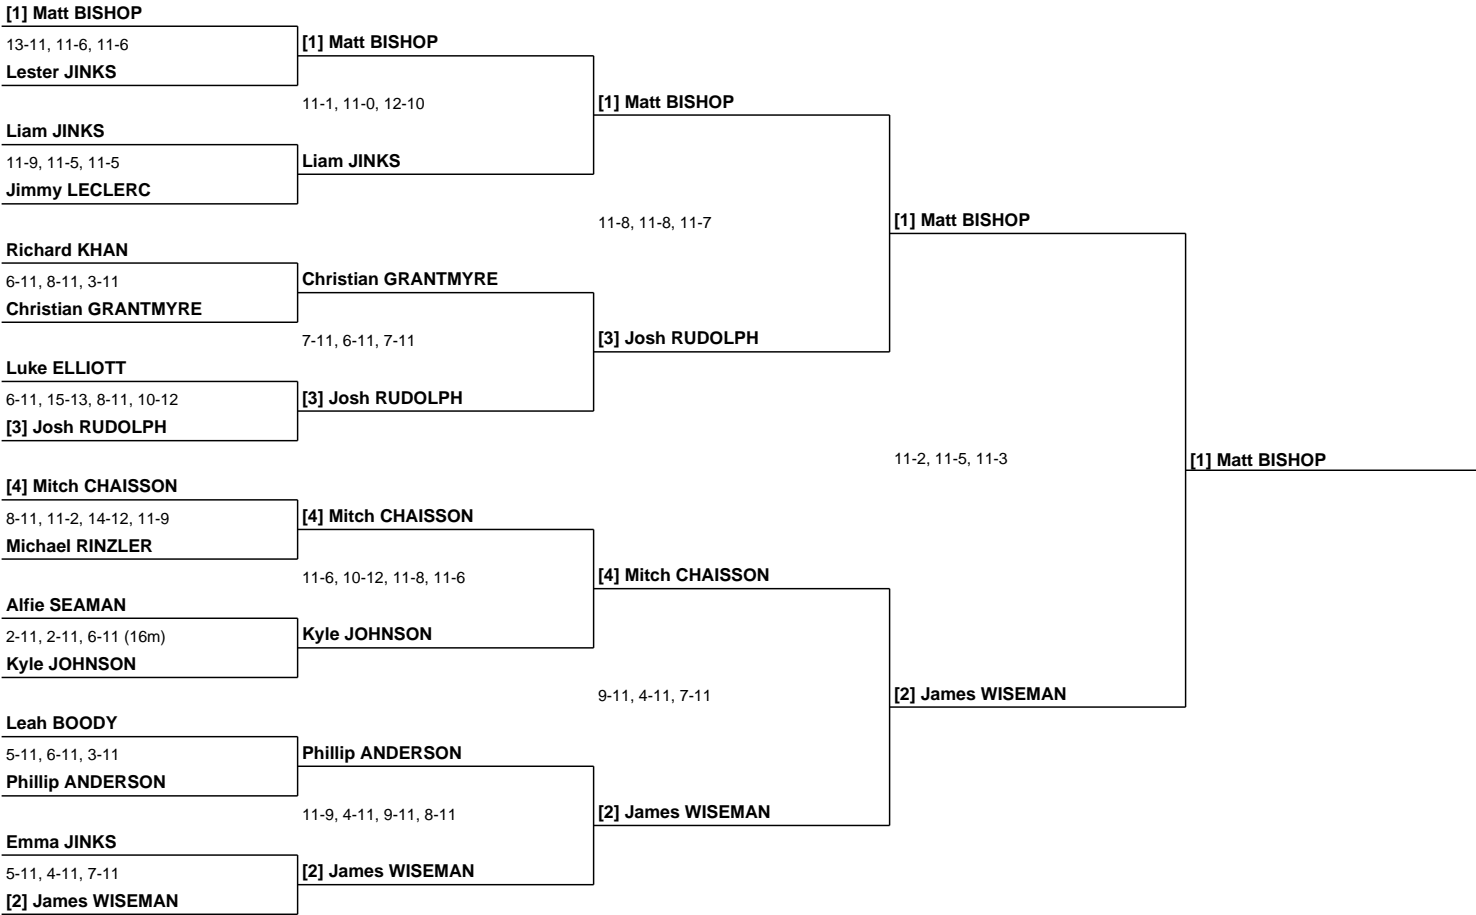 [1] Matt BISHOP
13-11, 11-6, 11-6
Lester JINKS
Liam JINKS
11-9, 11-5, 11-5
Jimmy LECLERC
Richard KHAN
6-11, 8-11, 3-11
Christian GRANTMYRE
Luke ELLIOTT
6-11, 15-13, 8-11, 10-12
[3] Josh RUDOLPH
[4] Mitch CHAISSON
8-11, 11-2, 14-12, 11-9
Michael RINZLER
Alfie SEAMAN
2-11, 2-11, 6-11 (16m)
Kyle JOHNSON
Leah BOODY
5-11, 6-11, 3-11
Phillip ANDERSON
Emma JINKS
5-11, 4-11, 7-11
[2] James WISEMAN
[1] Matt BISHOP
11-1, 11-0, 12-10
Liam JINKS
Christian GRANTMYRE
7-11, 6-11, 7-11
[3] Josh RUDOLPH
[4] Mitch CHAISSON
11-6, 10-12, 11-8, 11-6
Kyle JOHNSON
Phillip ANDERSON
11-9, 4-11, 9-11, 8-11
[2] James WISEMAN
[1] Matt BISHOP
11-8, 11-8, 11-7
[3] Josh RUDOLPH
[4] Mitch CHAISSON
9-11, 4-11, 7-11
[2] James WISEMAN
[1] Matt BISHOP
11-2, 11-5, 11-3
[2] James WISEMAN
[1] Matt BISHOP